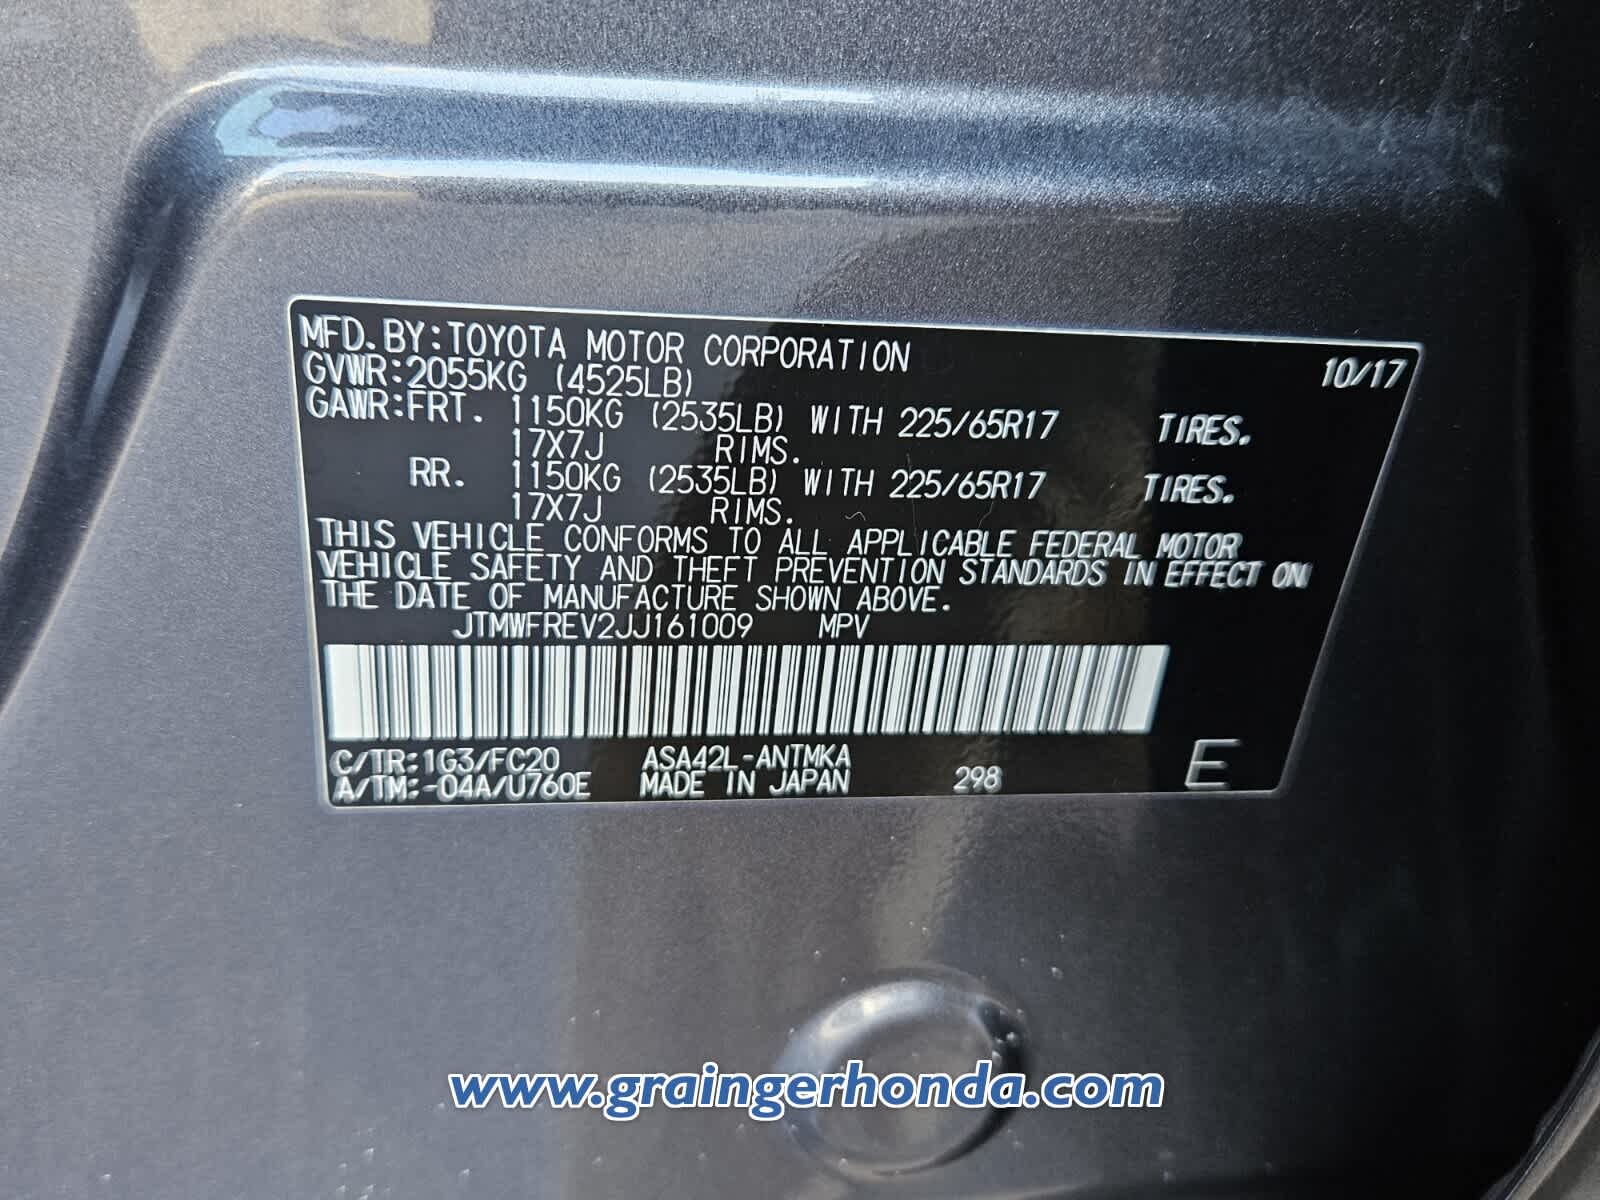 MFD. BY: TOYOTA MOTOR CORPORATION 10/17
GVWR: 2055KG (4525LB)
GAWR: FRT. 1150KG (2535LB) WITH 225/65R17 TIRES.
17X7J RIMS.
RR. 1150KG (2535LB) WITH 225/65R17 TIRES.
17X7J RIMS.
THIS VEHICLE CONFORMS TO ALL APPLICABLE FEDERAL MOTOR
VEHICLE SAFETY AND THEFT PREVENTION STANDARDS IN EFFECT ON
THE DATE OF MANUFACTURE SHOWN ABOVE.
JTMWFREV2JJ161009 MPV
C/TR: 1G3/FC20 ASA42L-ANTMKA
A/TM: -04A/U760E MADE IN JAPAN 298 E
www.graingerhonda.com